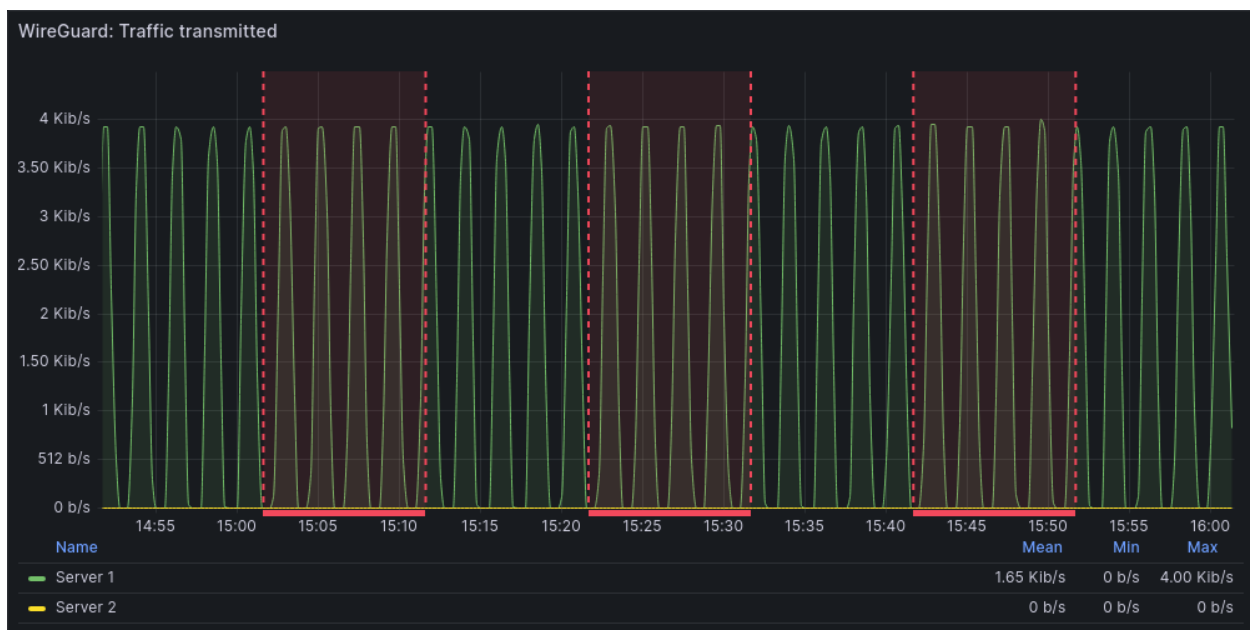 WireGuard: Traffic transmitted
4 Kib/s
3.50 Kib/s
3 Kib/s
2.50 Kib/s
2 Kib/s
1.50 Kib/s
1 Kib/s
512 b/s
0 b/s
14:55 15:00 15:05 15:10 15:15 15:20 15:25 15:30 15:35 15:40 15:45 15:50 15:55 16:00
Name Mean Min Max
Server 1 1.65 Kib/s 0 b/s 4.00 Kib/s
Server 2 0 b/s 0 b/s 0 b/s